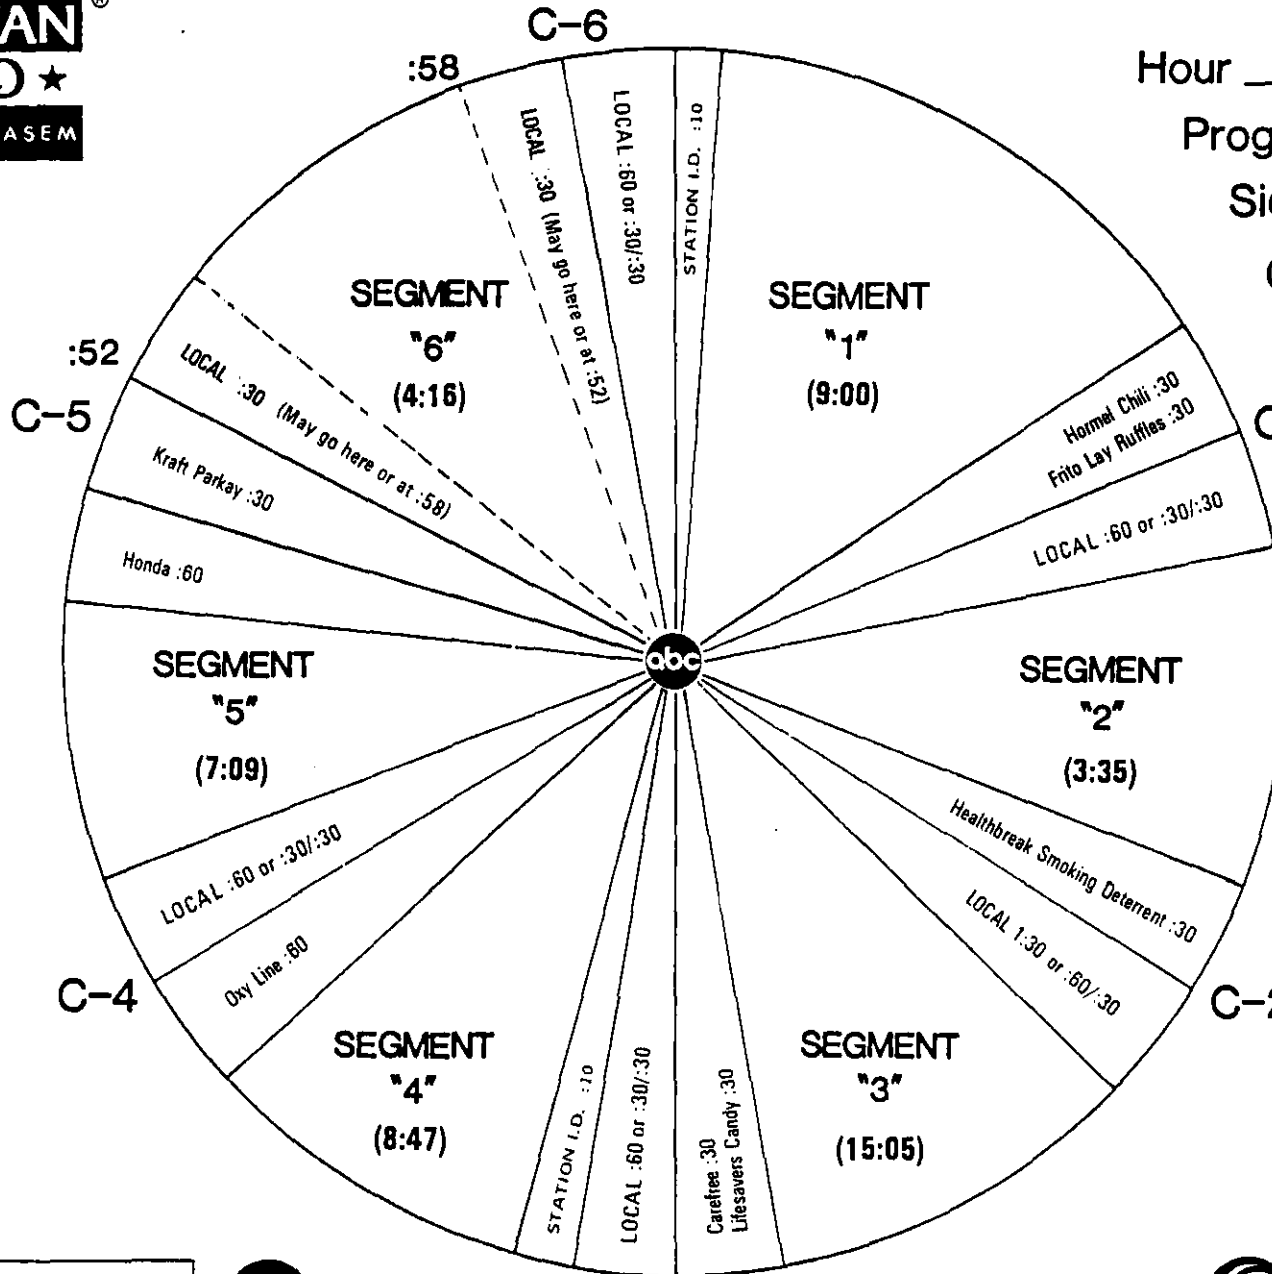 AN ®
★
ASEM
C-6
:58
Hour
Prog
LOCAL :30 (May go here or at :52)
LOCAL :60 or :30/:30
STATION I.D. :10
SEGMENT
"1"
(9:00)
Hormel Chili :30
Frito Lay Ruffles :30
LOCAL :60 or :30/:30
SEGMENT
"2"
(3:35)
Healthbreak Smoking Deterrent :30
LOCAL 1:30 or :60/:30
C-2
SEGMENT
"3"
(15:05)
Carefree :30
Lifesavers Candy :30
LOCAL :60 or :30/:30
STATION I.D. :10
SEGMENT
"4"
(8:47)
Oxy Line :60
C-4
LOCAL :60 or :30/:30
SEGMENT
"5"
(7:09)
Honda :60
Kraft Parkay :30
C-5
:52
LOCAL :30 (May go here or at :58)
SEGMENT
"6"
(4:16)
abc